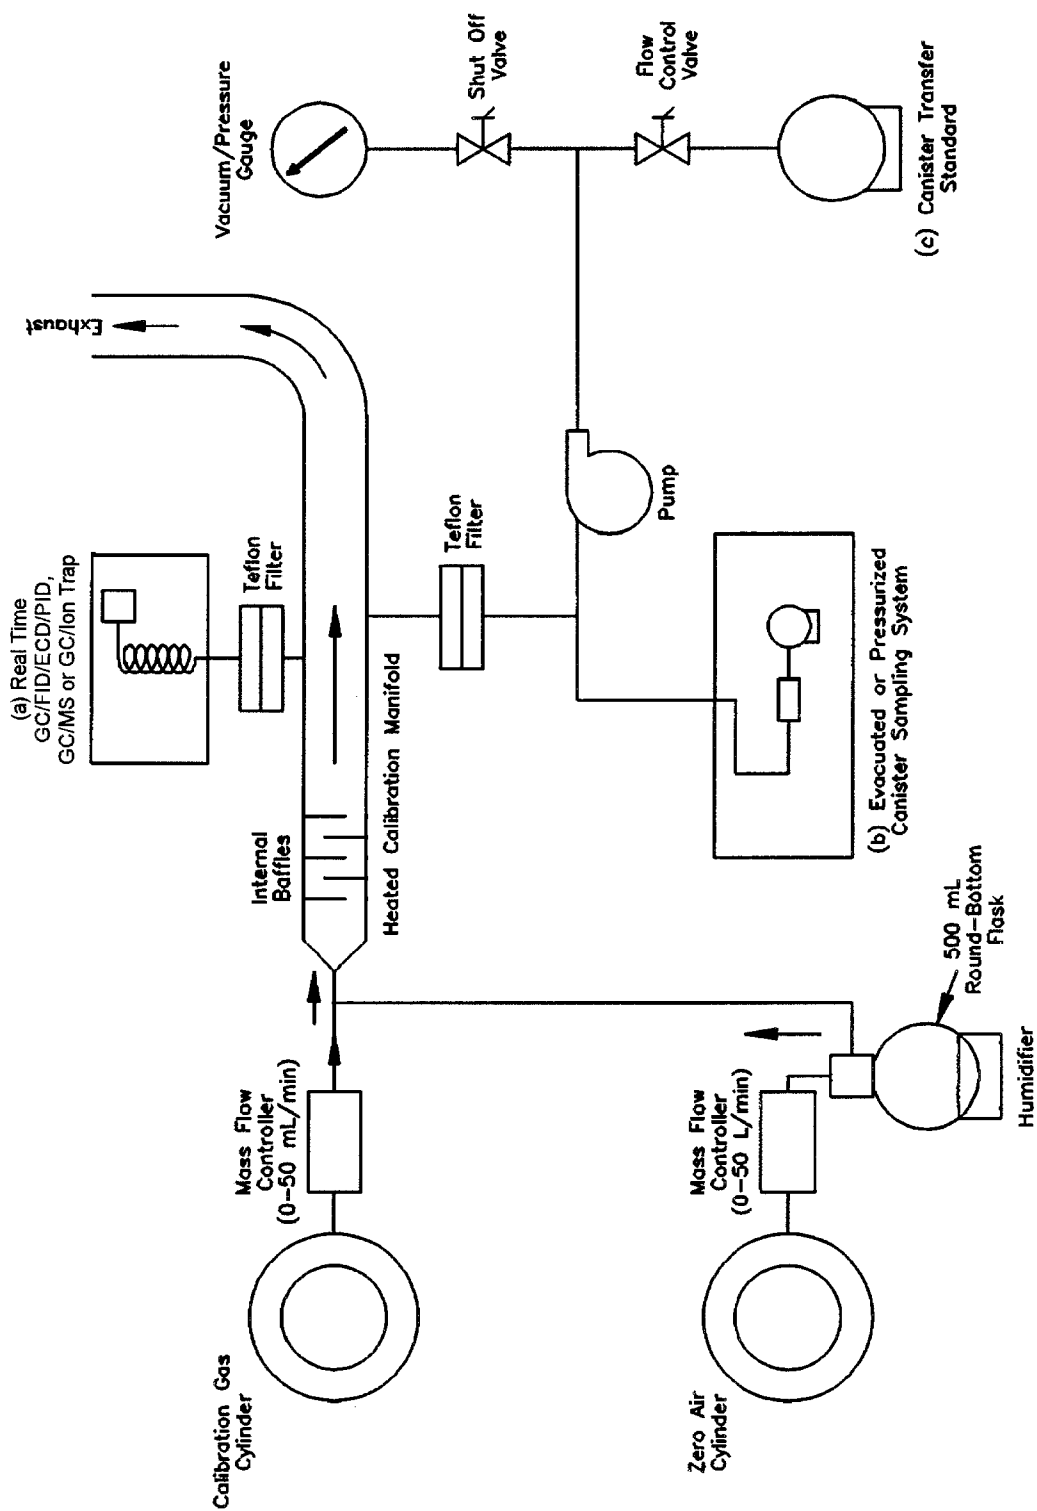 (a) Real Time
GC/FID/ECD/PID,
GC/MS or GC/Ion Trap
Teflon
Filter
Exhaust
Vacuum/Pressure
Gauge
Shut Off
Valve
Flow
Control
Valve
(c) Canister Transfer
Standard
Internal
Baffles
Heated Calibration Manifold
Teflon
Filter
Pump
(b) Evacuated or Pressurized
Canister Sampling System
Calibration Gas
Cylinder
Mass Flow
Controller
(0-50 mL/min)
Zero Air
Cylinder
Mass Flow
Controller
(0-50 L/min)
500 mL
Round-Bottom
Flask
Humidifier